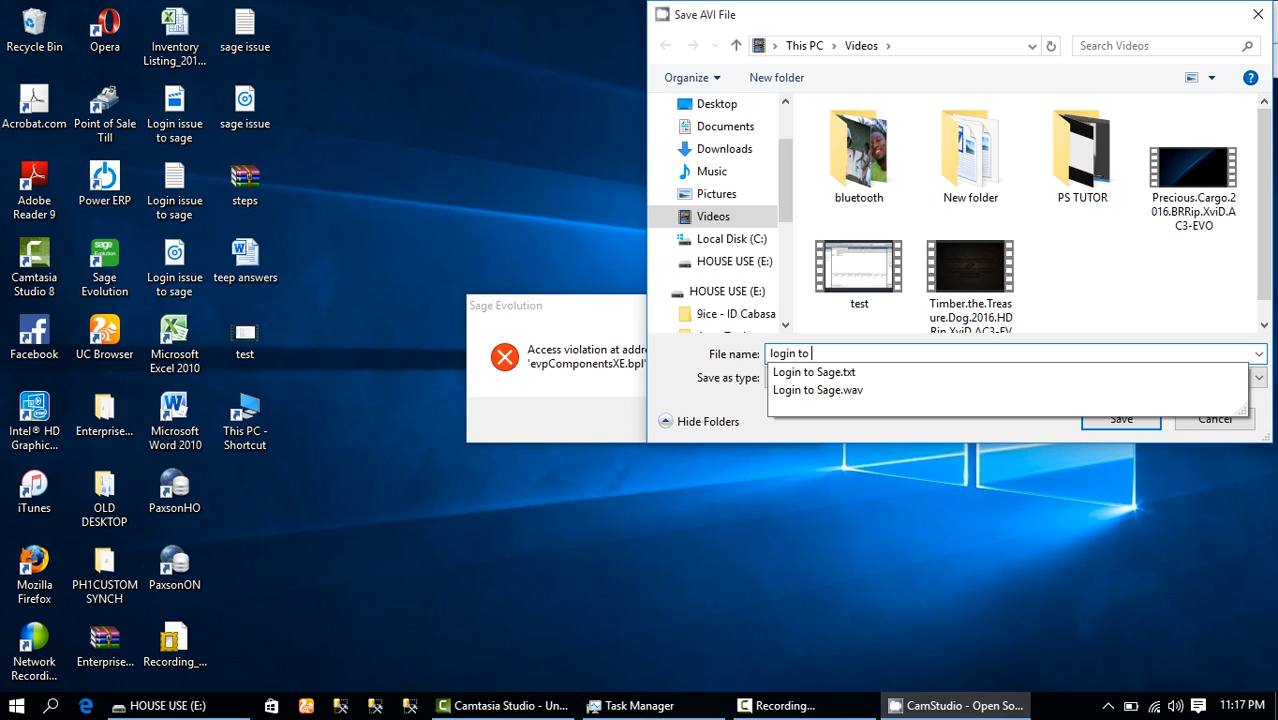 Recycle Bin
Opera
Inventory
Listing_201...
sage issue
Acrobat.com
Point of Sale
Till
Login issue
to sage
sage issue
Adobe
Reader 9
Power ERP
Login issue
to sage
steps
Camtasia
Studio 8
Sage
Evolution
Login issue
to sage
teep answers
Facebook
UC Browser
Microsoft
Excel 2010
test
Intel® HD
Graphic...
Enterprise...
Microsoft
Word 2010
This PC -
Shortcut
iTunes
OLD
DESKTOP
PaxsonHO
Mozilla
Firefox
PH1CUSTOM
SYNCH
PaxsonON
Network
Recordi...
Enterprise...
Recording_...
Sage Evolution
Access violation at addre
'evpComponentsXE.bpl'
Save AVI File
This PC
Videos
Search Videos
Organize
New folder
Desktop
Documents
Downloads
Music
Pictures
Videos
Local Disk (C:)
HOUSE USE (E:)
HOUSE USE (E:)
9ice - ID Cabasa
bluetooth
New folder
PS TUTOR
Precious.Cargo.2
016.BRRip.XviD.A
C3-EVO
test
Timber.the.Treas
ure.Dog.2016.HD
Rip.XviD.AC3-EV
File name:
login to
Save as type:
Login to Sage.txt
Login to Sage.wav
Hide Folders
Save
Cancel
HOUSE USE (E:)
Camtasia Studio - Un...
Task Manager
Recording...
CamStudio - Open So...
11:17 PM